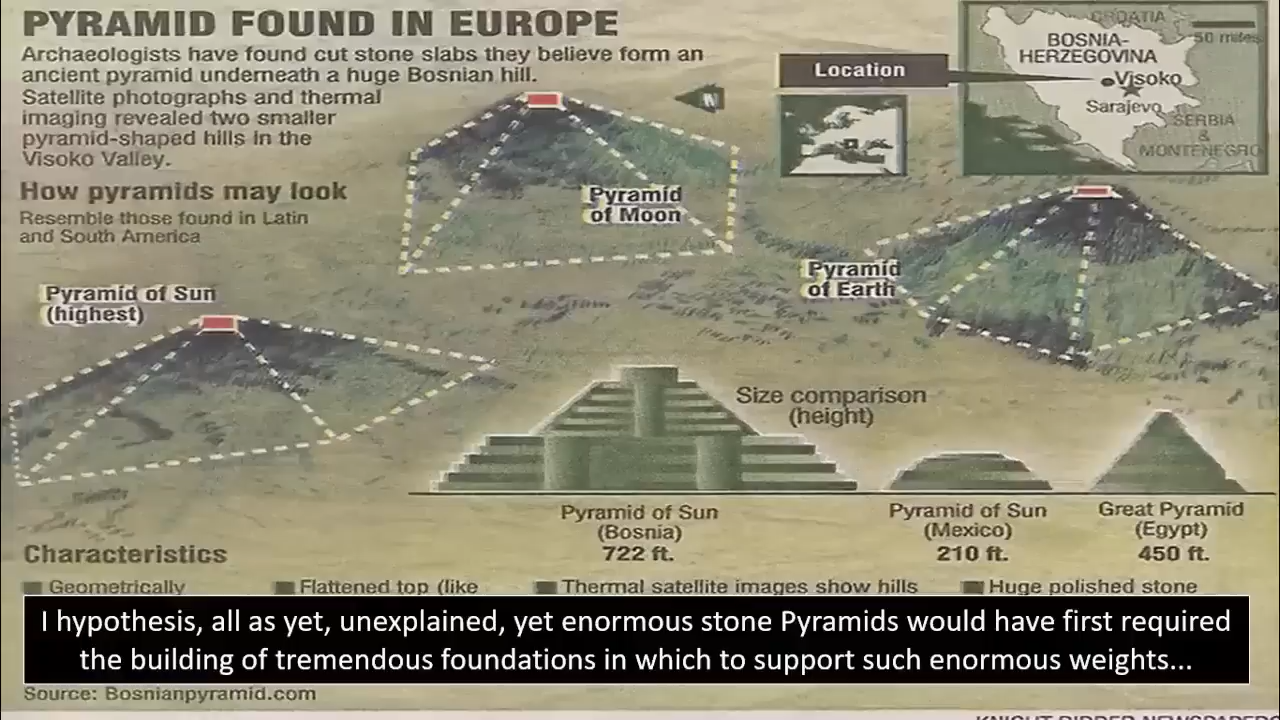 PYRAMID FOUND IN EUROPE
Archaeologists have found cut stone slabs they believe form an
ancient pyramid underneath a huge Bosnian hill.
Satellite photographs and thermal
imaging revealed two smaller
pyramid-shaped hills in the
Visoko Valley.
How pyramids may look
Resemble those found in Latin
and South America
Location
N
CROATIA
50 miles
BOSNIA-
HERZEGOVINA
Visoko
Sarajevo
SERBIA
&
MONTENEGRO
Pyramid
of Moon
Pyramid
of Earth
Pyramid of Sun
(highest)
Size comparison
(height)
Pyramid of Sun
(Bosnia)
722 ft.
Pyramid of Sun
(Mexico)
210 ft.
Great Pyramid
(Egypt)
450 ft.
Characteristics
Geometrically
Flattened top (like
Thermal satellite images show hills
Huge polished stone
I hypothesis, all as yet, unexplained, yet enormous stone Pyramids would have first required
the building of tremendous foundations in which to support such enormous weights...
Source: Bosnianpyramid.com
KNIGHT RIDDER NEWSPAPERS